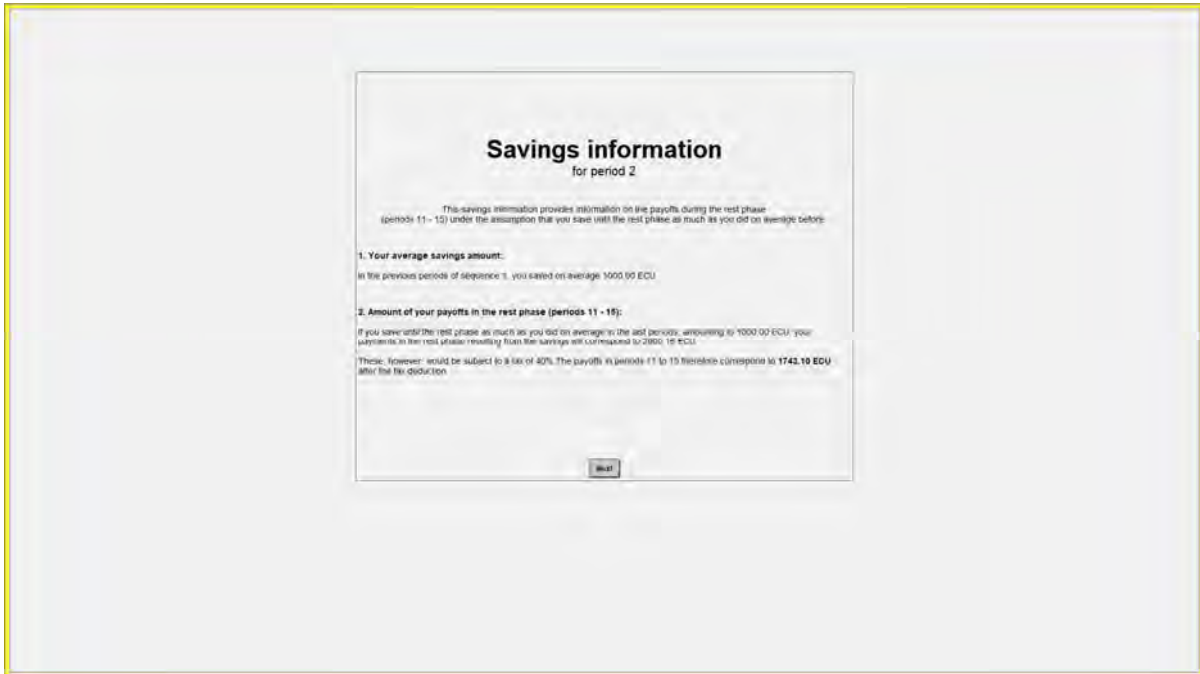 Savings information
for period 2
This savings information provides information on the payoffs during the rest phase
(periods 11 - 15) under the assumption that you save until the rest phase as much as you did on average before.
1. Your average savings amount:
In the previous periods of sequence 1, you saved on average 1000.00 ECU
2. Amount of your payoffs in the rest phase (periods 11 - 15):
If you save until the rest phase as much as you did on average in the last periods, amounting to 1000.00 ECU, your
payments in the rest phase resulting from the savings will correspond to ECU
These, however, would be subject to a tax of 40%. The payoffs in periods 11 to 15 therefore correspond to 1743.10 ECU
after the tax deduction
Next